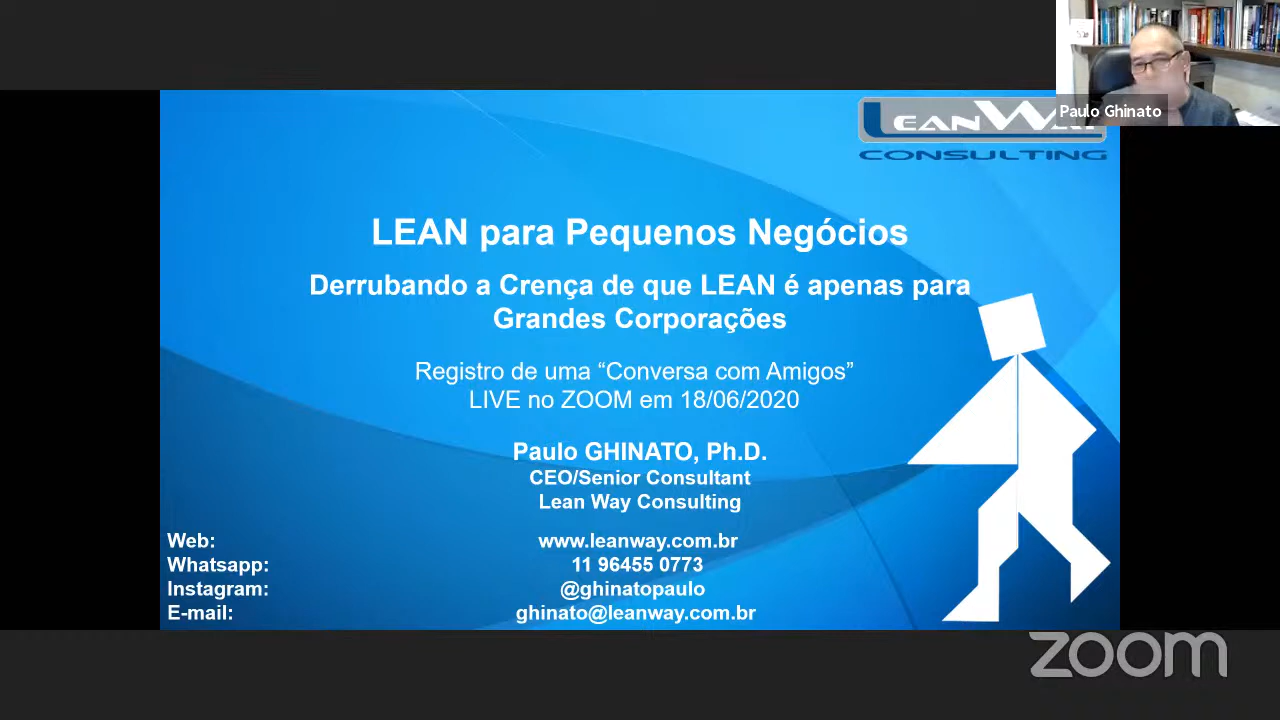 Paulo Ghinato
LEANWAY
CONSULTING
LEAN para Pequenos Negócios
Derrubando a Crença de que LEAN é apenas para
Grandes Corporações
Registro de uma “Conversa com Amigos”
LIVE no ZOOM em 18/06/2020
Paulo GHINATO, Ph.D.
CEO/Senior Consultant
Lean Way Consulting
Web: www.leanway.com.br
Whatsapp: 11 96455 0773
Instagram: @ghinatopaulo
E-mail: ghinato@leanway.com.br
zoom